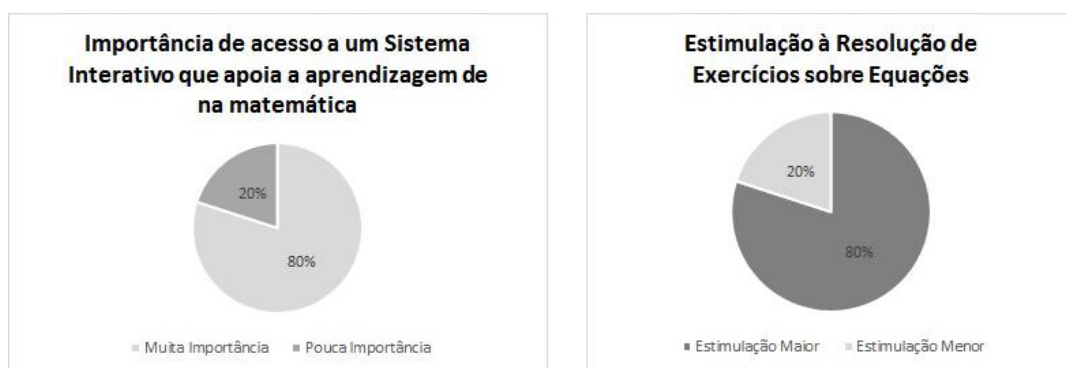 Importância de acesso a um Sistema
Interativo que apoia a aprendizagem de
na matemática
20%
80%
Muita Importância
Pouca Importância
Estimulação à Resolução de
Exercícios sobre Equações
20%
80%
Estimulação Maior
Estimulação Menor